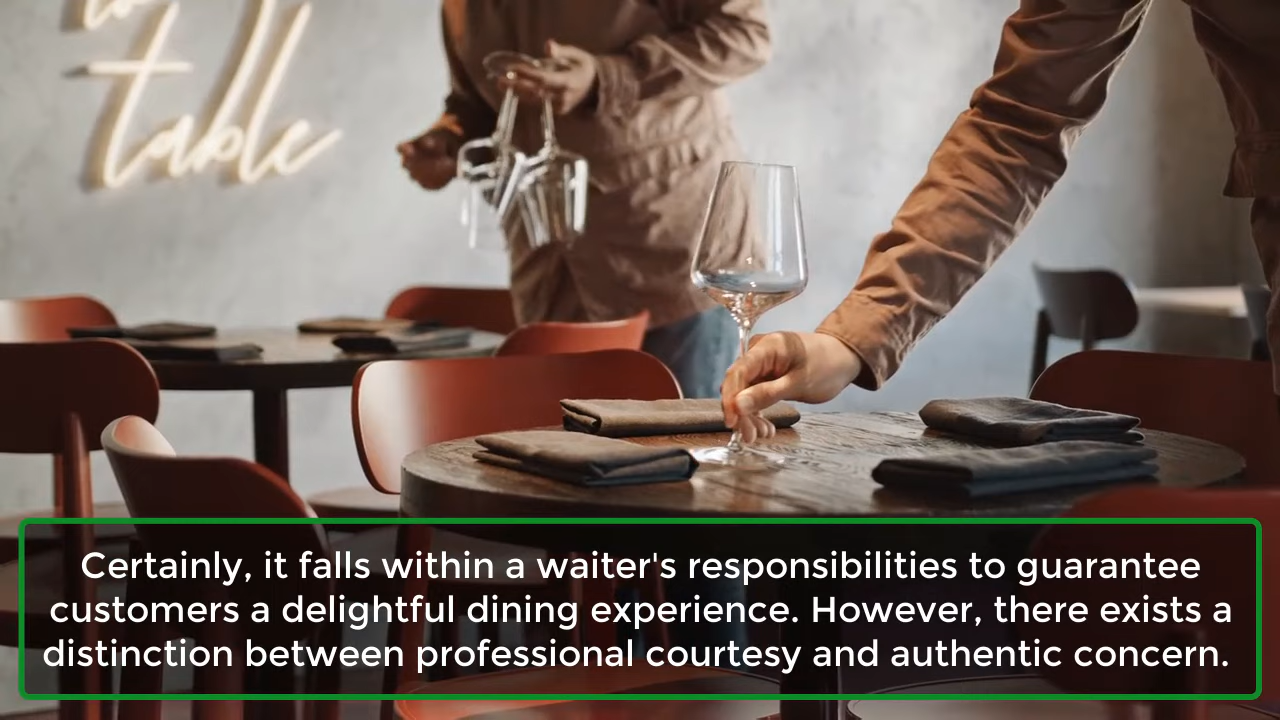 to
table
Certainly, it falls within a waiter's responsibilities to guarantee
customers a delightful dining experience. However, there exists a
distinction between professional courtesy and authentic concern.